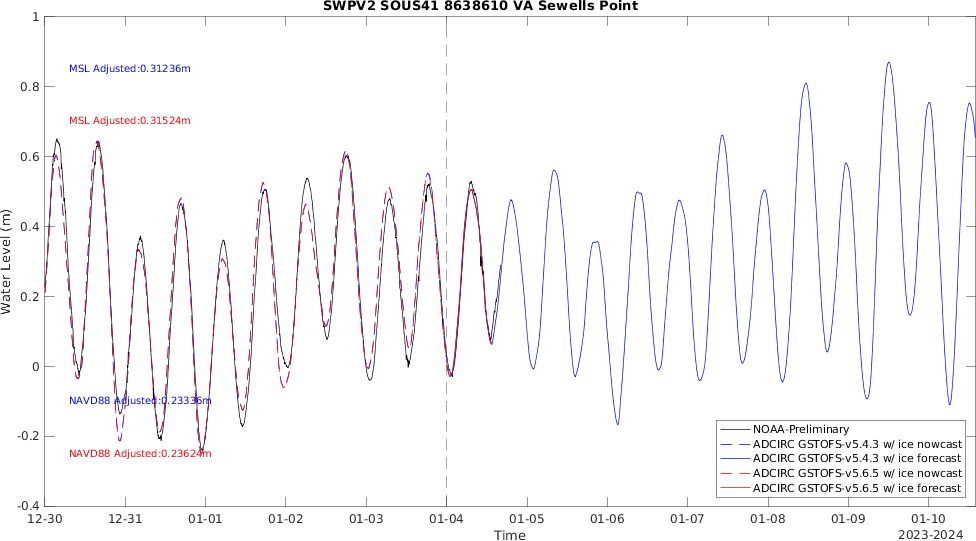 SWPV2 SOUS41 8638610 VA Sewells Point
1
0.8
0.6
0.4
0.2
0
-0.2
-0.4
Water Level (m)
MSL Adjusted:0.31236m
MSL Adjusted:0.31524m
NAVD88 Adjusted:0.23336m
NAVD88 Adjusted:0.23624m
NOAA-Preliminary
ADCIRC GSTOFS-v5.4.3 w/ ice nowcast
ADCIRC GSTOFS-v5.4.3 w/ ice forecast
ADCIRC GSTOFS-v5.6.5 w/ ice nowcast
ADCIRC GSTOFS-v5.6.5 w/ ice forecast
12-30 12-31 01-01 01-02 01-03 01-04 01-05 01-06 01-07 01-08 01-09 01-10
Time
2023-2024